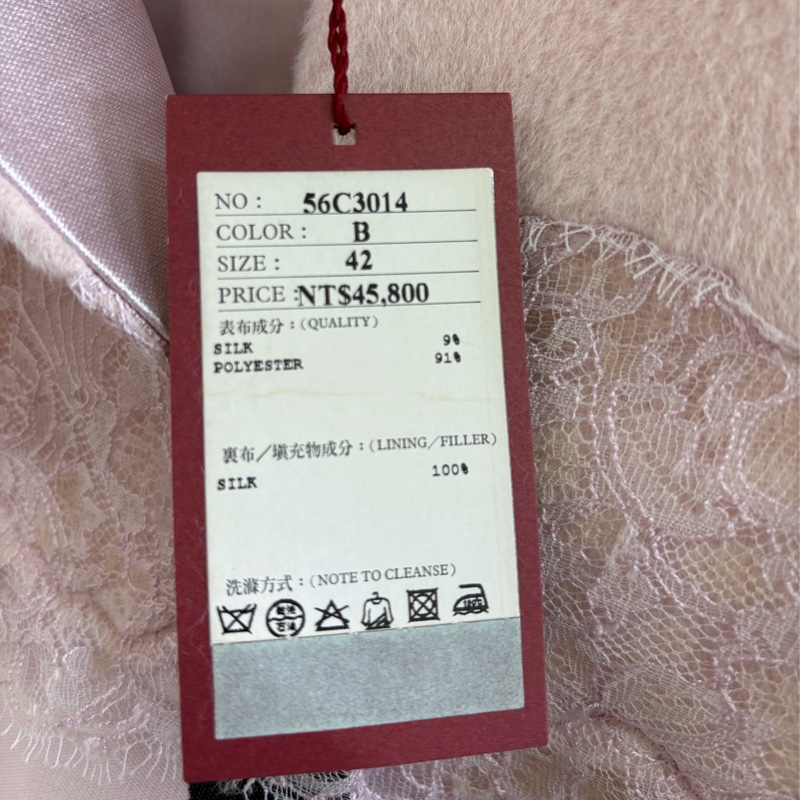 NO : 56C3014
COLOR : B
SIZE : 42
PRICE :NT$45,800
表布成分：(QUALITY)
SILK 9%
POLYESTER 91%
裏布／填充物成分：(LINING／FILLER)
SILK 100%
洗滌方式：(NOTE TO CLEANSE)